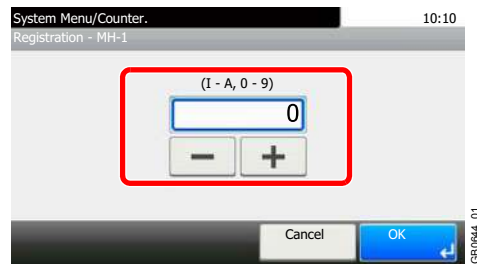 System Menu/Counter.
10:10
Registration - MH-1
(I - A, 0 - 9)
0
Cancel
OK
GB0644_01